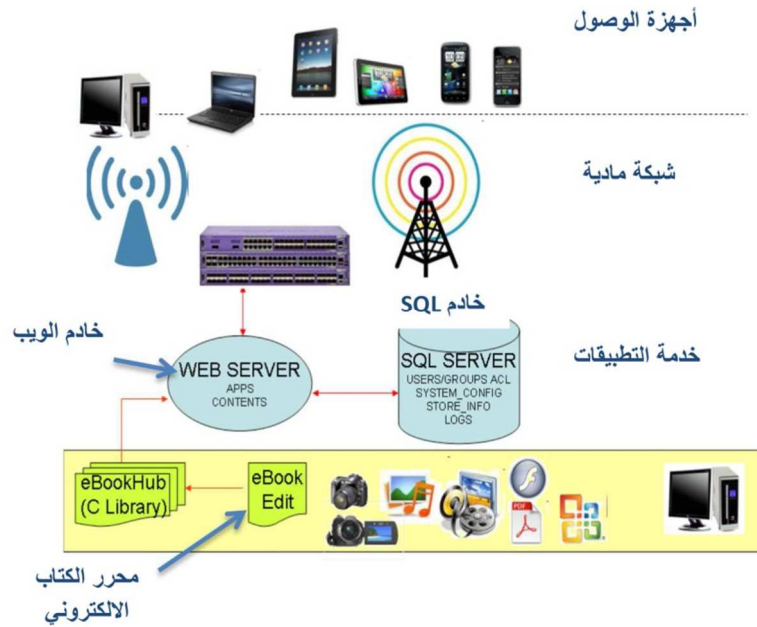 أجهزة الوصول
شبكة مادية
خادم SQL
خادم الويب
خدمة التطبيقات
WEB SERVER
APPS
CONTENTS
SQL SERVER
USERS/GROUPS ACL
SYSTEM_CONFIG
STORE_INFO
LOGS
eBookHub
(C Library)
eBook
Edit
PDF
محرر الكتاب
الالكتروني